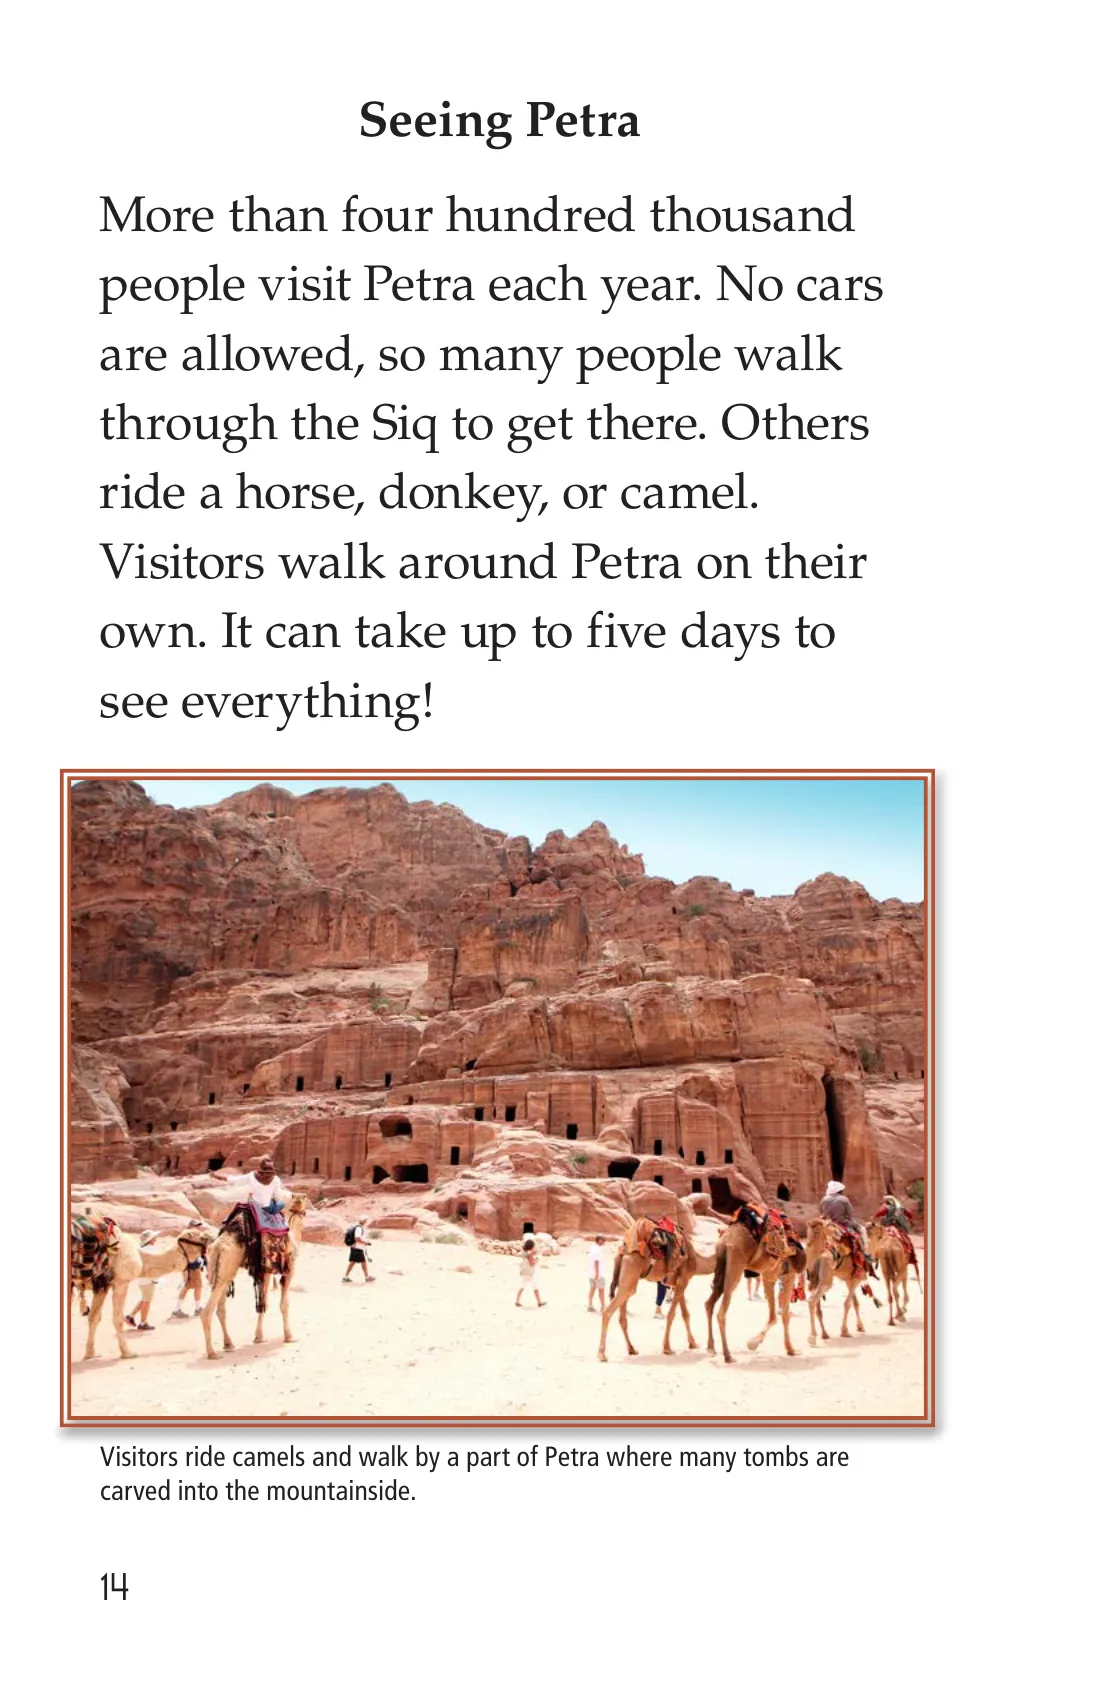 Seeing Petra
More than four hundred thousand
people visit Petra each year. No cars
are allowed, so many people walk
through the Siq to get there. Others
ride a horse, donkey, or camel.
Visitors walk around Petra on their
own. It can take up to five days to
see everything!
Visitors ride camels and walk by a part of Petra where many tombs are
carved into the mountainside.
14